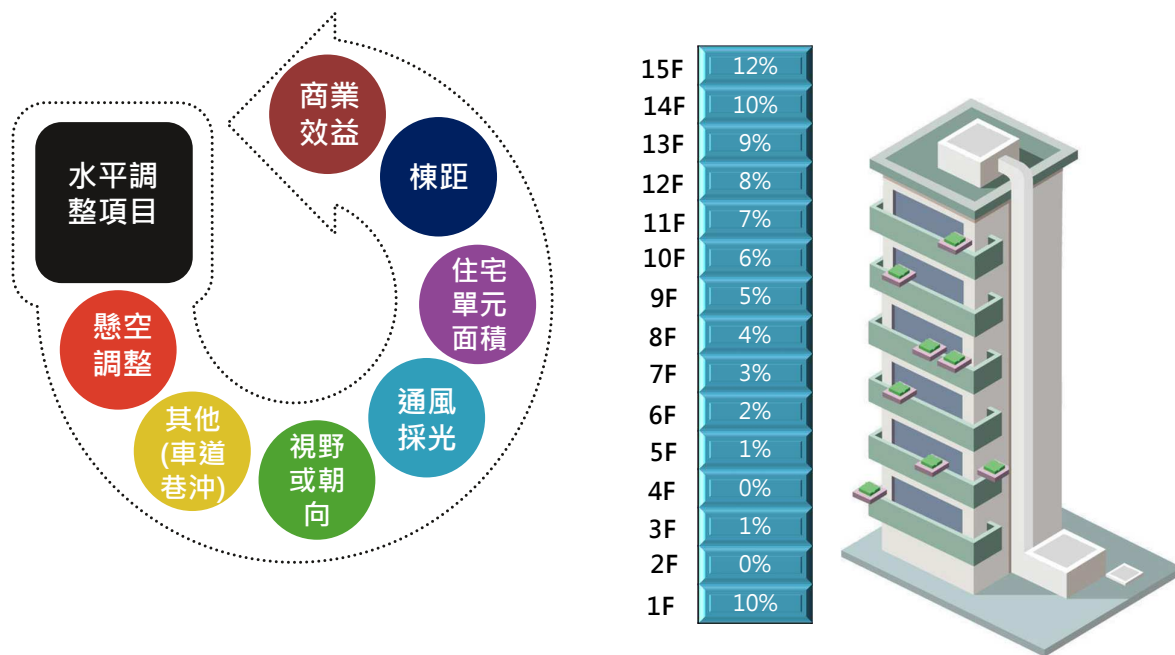 商業
效益
水平調
整項目
棟距
住宅
單元
面積
通風
採光
視野
或朝
向
其他
(車道
巷沖)
懸空
調整
15F 12%
14F 10%
13F 9%
12F 8%
11F 7%
10F 6%
9F 5%
8F 4%
7F 3%
6F 2%
5F 1%
4F 0%
3F 1%
2F 0%
1F 10%